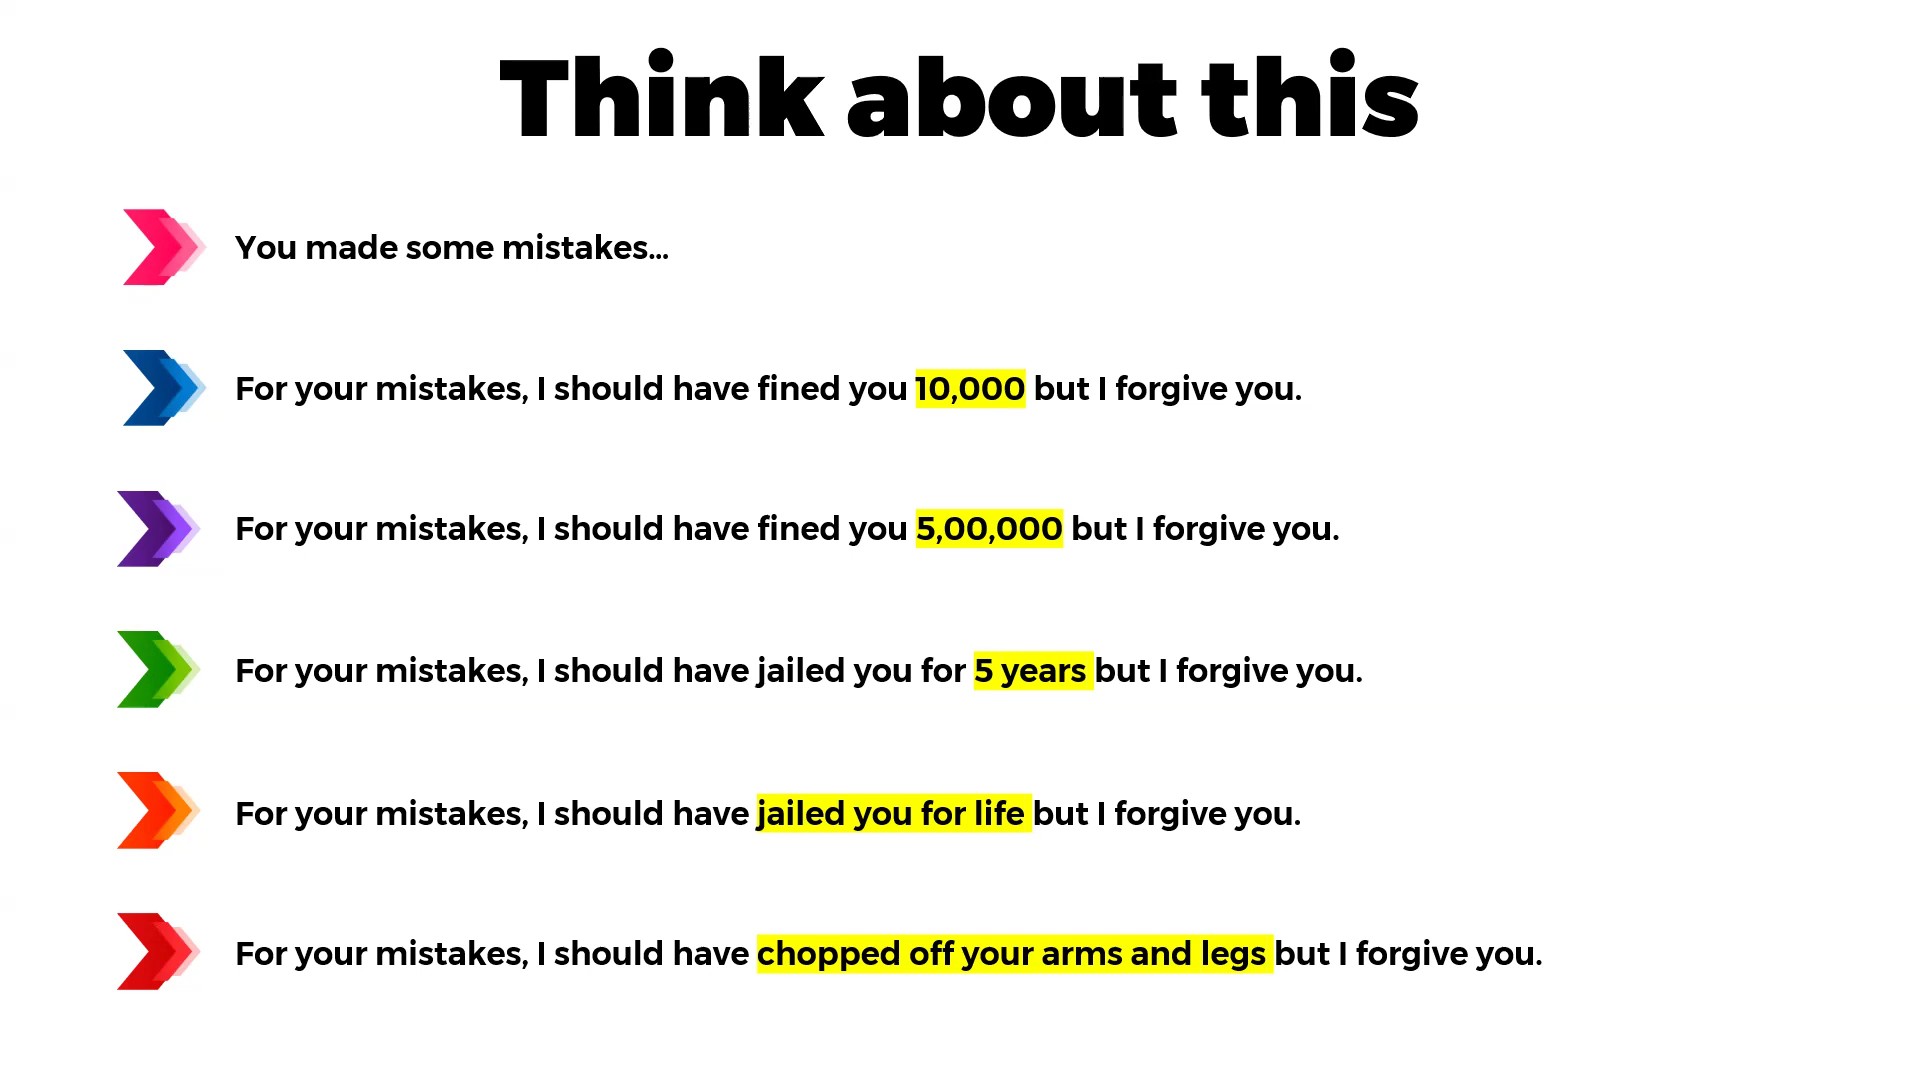 Think about this
You made some mistakes...
For your mistakes, I should have fined you 10,000 but I forgive you.
For your mistakes, I should have fined you 5,00,000 but I forgive you.
For your mistakes, I should have jailed you for 5 years but I forgive you.
For your mistakes, I should have jailed you for life but I forgive you.
For your mistakes, I should have chopped off your arms and legs but I forgive you.